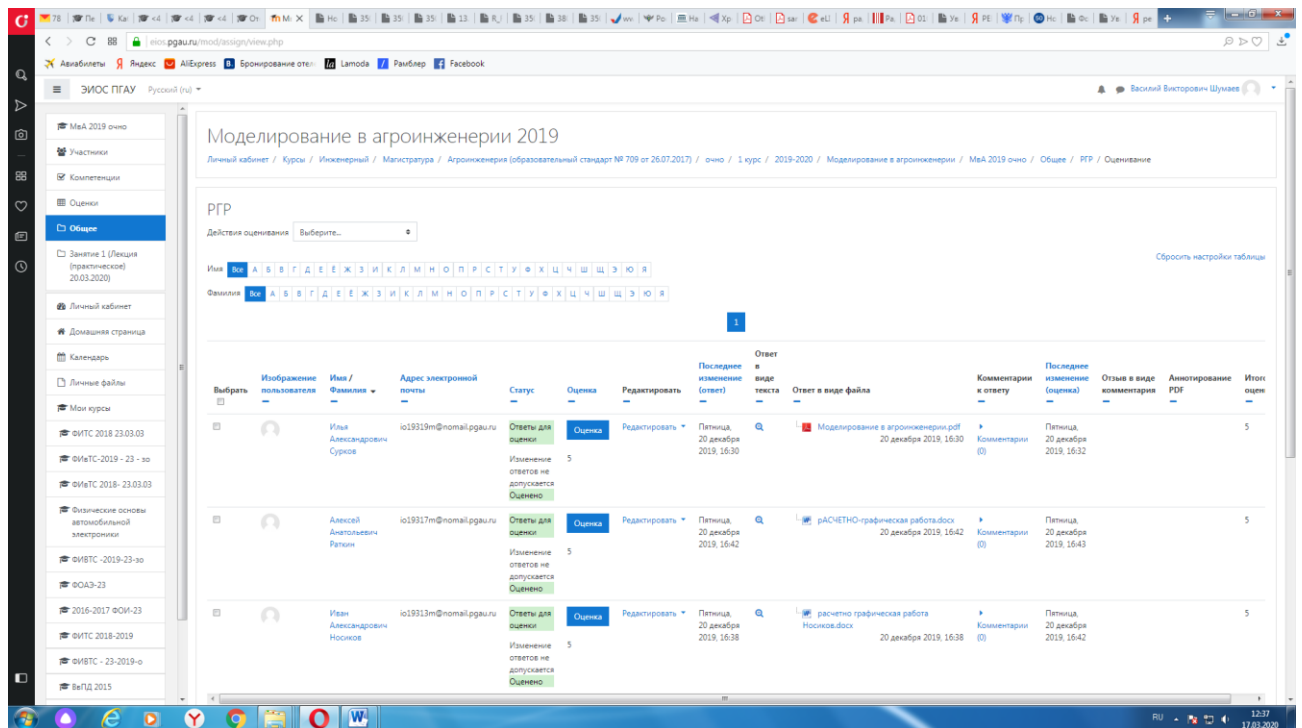 eios.pgau.ru/mod/assign/view.php
Авиабилеты Яндекс AliExpress Бронирование отел Lamoda Рамблер Facebook
ЭИОС ПГАУ Русский (ru)
Василий Викторович Шумаев
МвА 2019 очно
Участники
Компетенции
Оценки
Общее
Занятие 1 (Лекция
(практическое)
20.03.2020)
Личный кабинет
Домашняя страница
Календарь
Личные файлы
Мои курсы
ФИТС 2018 23.03.03
ФИвТС-2019 - 23 - зо
ФИвТС 2018- 23.03.03
Физические основы
автомобильной
электроники
ФИВТС -2019-23-зо
ФОАЭ-23
2016-2017 ФОИ-23
ФИТС 2018-2019
ФИВТС - 23-2019-о
ВвПД 2015
Моделирование в агроинженерии 2019
Личный кабинет / Курсы / Инженерный / Магистратура / Агроинженерия (образовательный стандарт № 709 от 26.07.2017) / очно / 1 курс / 2019-2020 / Моделирование в агроинженерии / МвА 2019 очно / Общее / РГР / Оценивание
РГР
Действия оценивания Выберите...
Сбросить настройки таблицы
Имя Все А Б В Г Д Е Ё Ж З И К Л М Н О П Р С Т У Ф Х Ц Ч Ш Щ Э Ю Я
Фамилия Все А Б В Г Д Е Ё Ж З И К Л М Н О П Р С Т У Ф Х Ц Ч Ш Щ Э Ю Я
1
Выбрать
Изображение
пользователя
Имя /
Фамилия
Адрес электронной
почты
Статус
Оценка
Редактировать
Последнее
изменение
(ответ)
Ответ
в
виде
текста
Ответ в виде файла
Комментарии
к ответу
Последнее
изменение
(оценка)
Отзыв в виде
комментария
Аннотирование
PDF
Итого
оцен
Илья
Александрович
Сурков
io19319m@nomail.pgau.ru
Ответы для
оценки
Изменение
ответов не
допускается
Оценено
Оценка
5
Редактировать
Пятница,
20 декабря
2019, 16:30
Моделирование в агроинженерии.pdf
20 декабря 2019, 16:30
Комментарии
(0)
Пятница,
20 декабря
2019, 16:32
5
Алексей
Анатольевич
Раткин
io19317m@nomail.pgau.ru
Ответы для
оценки
Изменение
ответов не
допускается
Оценено
Оценка
5
Редактировать
Пятница,
20 декабря
2019, 16:42
рАСЧЕТНО-графическая работа.docx
20 декабря 2019, 16:42
Комментарии
(0)
Пятница,
20 декабря
2019, 16:43
5
Иван
Александрович
Носиков
io19313m@nomail.pgau.ru
Ответы для
оценки
Изменение
ответов не
допускается
Оценено
Оценка
5
Редактировать
Пятница,
20 декабря
2019, 16:38
расчетно графическая работа
Носиков.docx
20 декабря 2019, 16:38
Комментарии
(0)
Пятница,
20 декабря
2019, 16:42
5
RU
12:37
17.03.2020